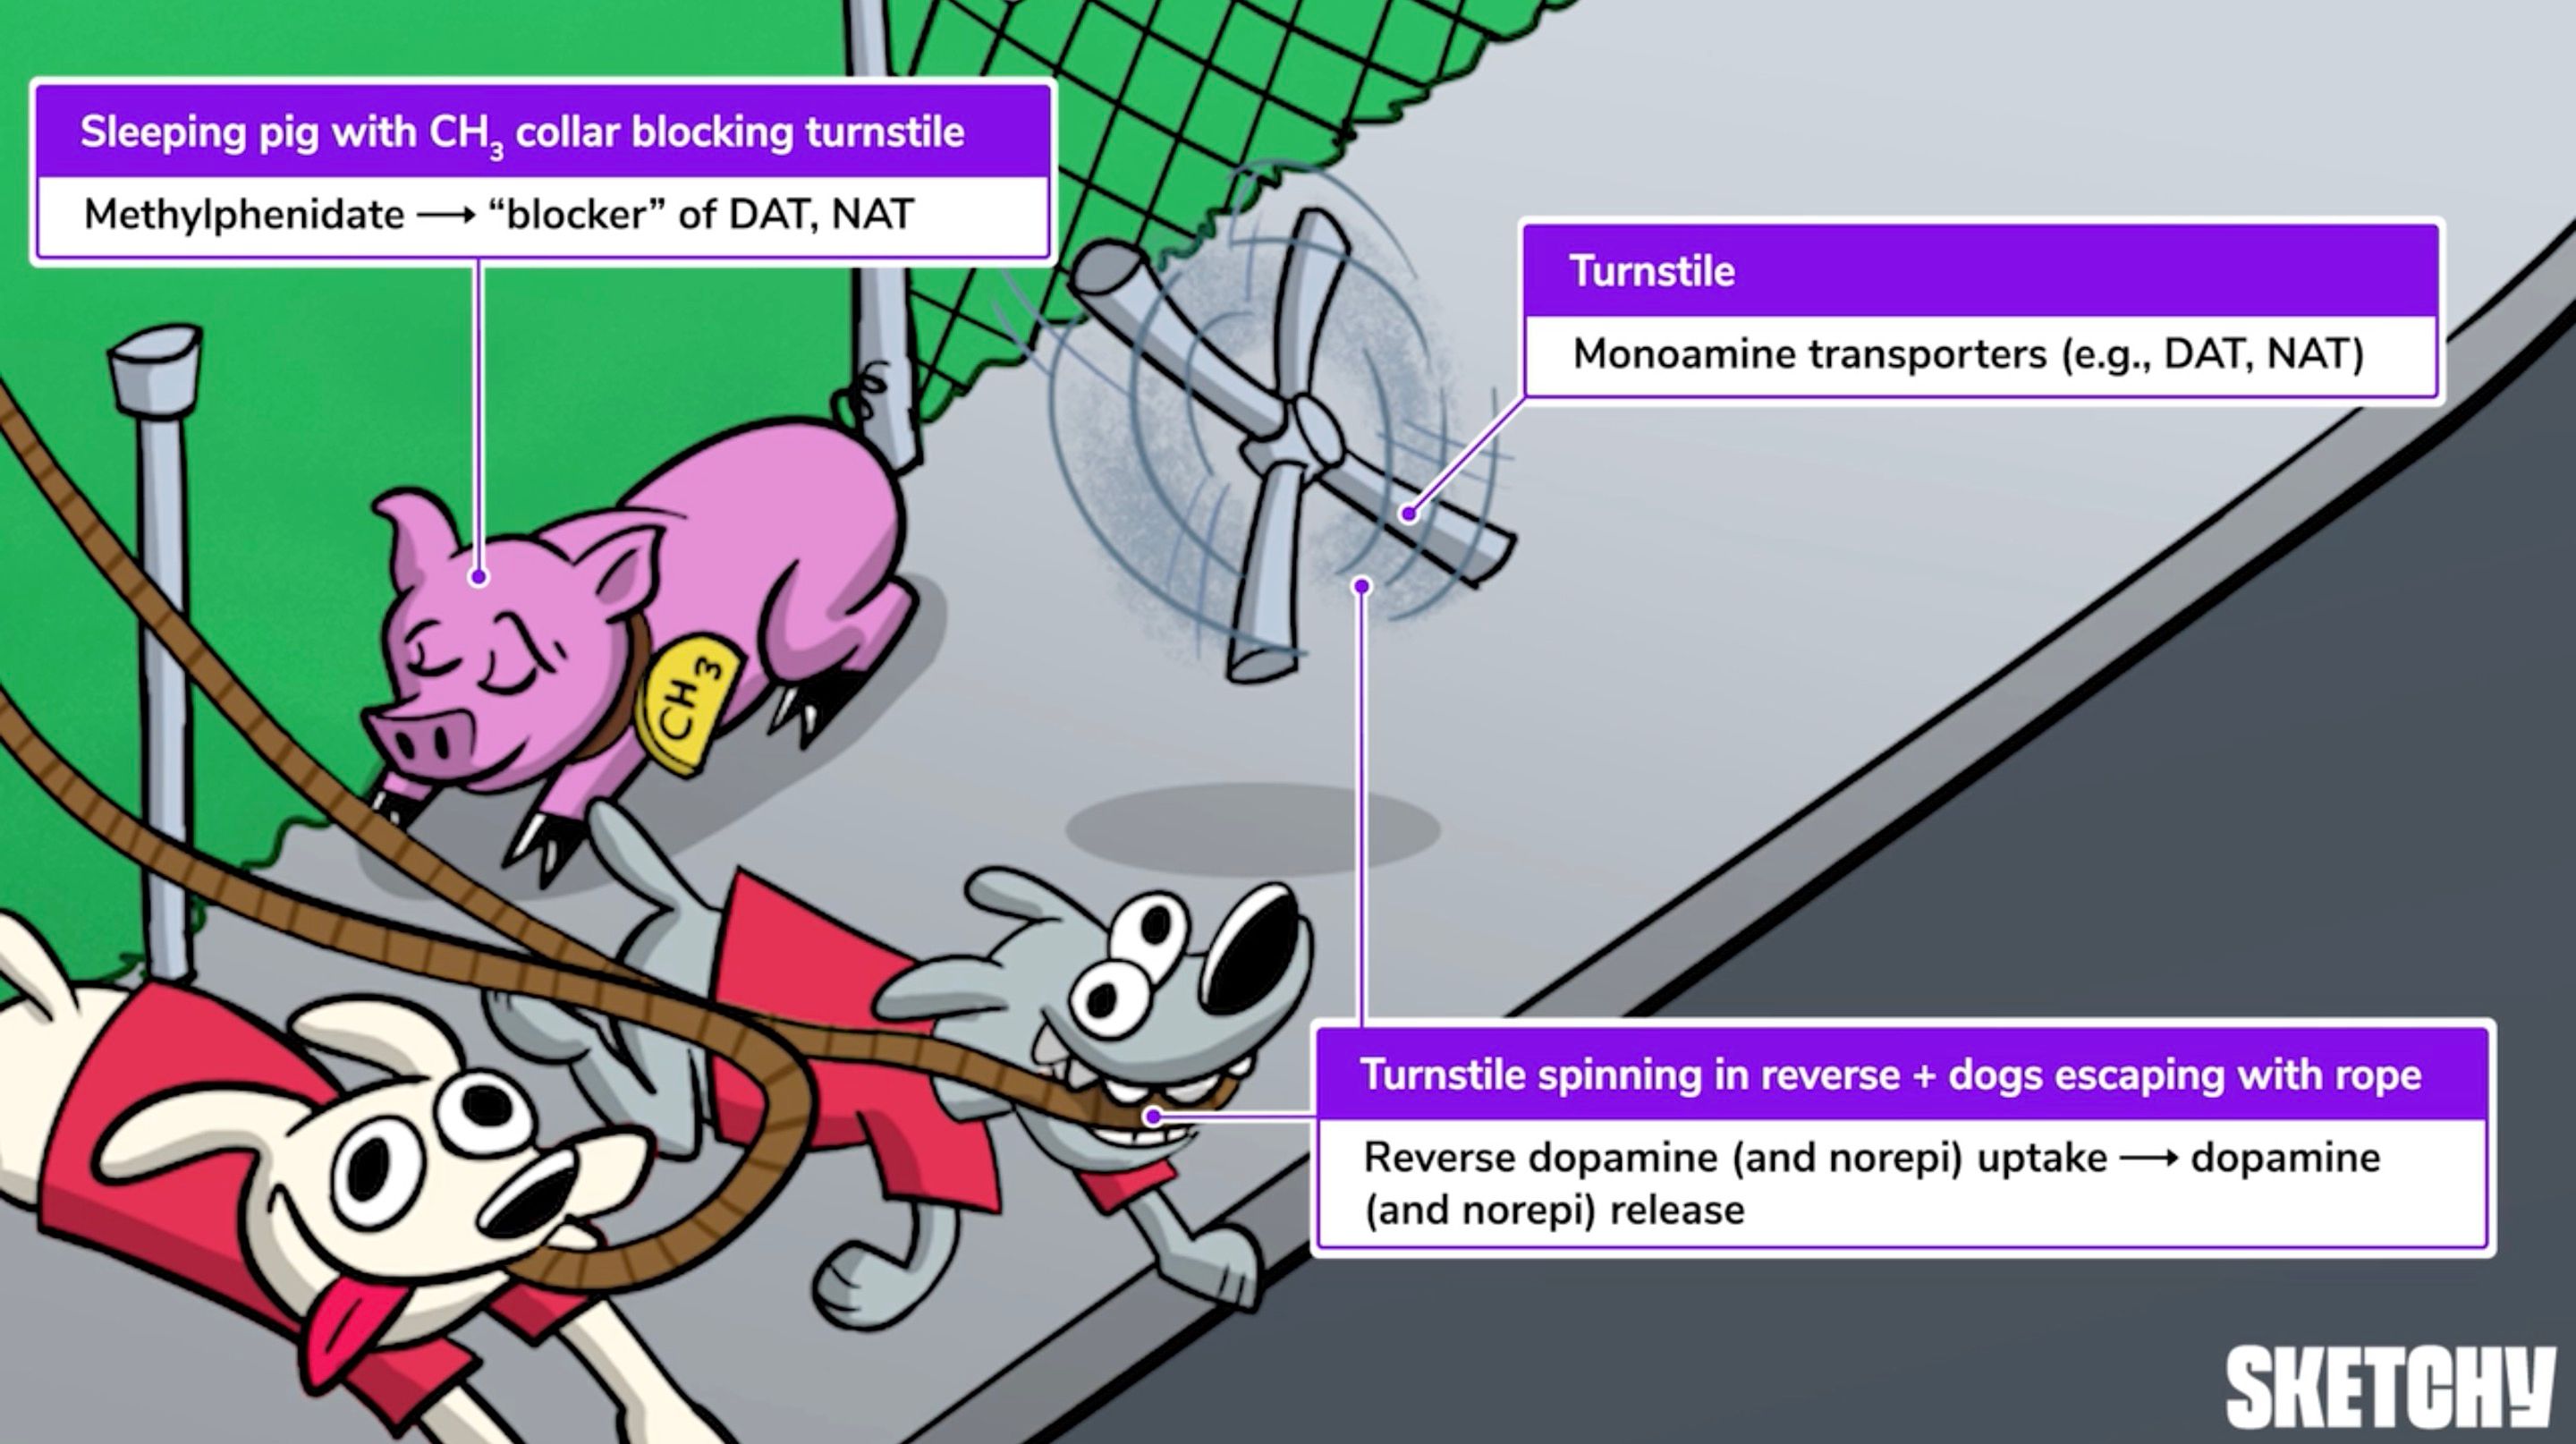 Sleeping pig with CH₃ collar blocking turnstile
Methylphenidate ⟶ “blocker” of DAT, NAT
Turnstile
Monoamine transporters (e.g., DAT, NAT)
CH3
Turnstile spinning in reverse + dogs escaping with rope
Reverse dopamine (and norepi) uptake ⟶ dopamine
(and norepi) release
SKETCHY